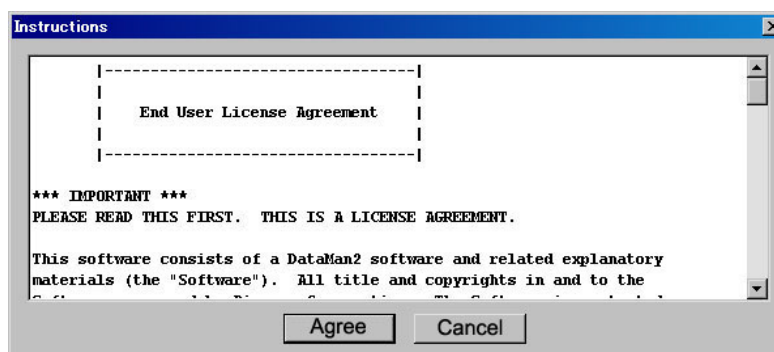 Instructions
|---------------------------------|
| |
| End User License Agreement |
| |
|---------------------------------|
*** IMPORTANT ***
PLEASE READ THIS FIRST. THIS IS A LICENSE AGREEMENT.
This software consists of a DataMan2 software and related explanatory
materials (the "Software"). All title and copyrights in and to the
Agree Cancel